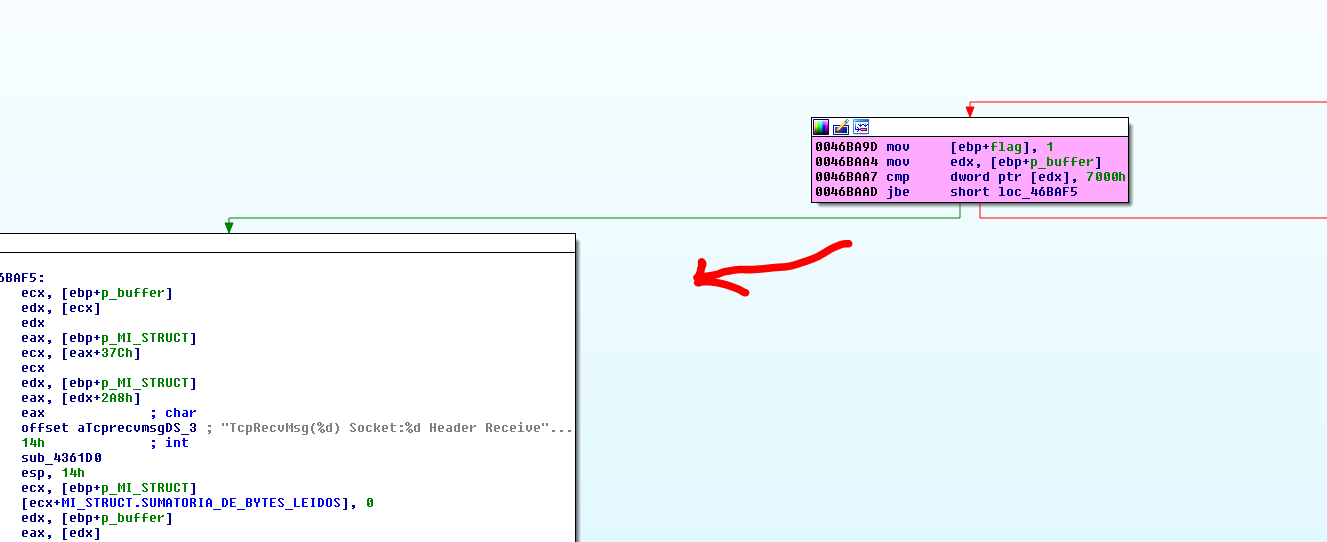 0046BA9D mov [ebp+flag], 1
0046BAA4 mov edx, [ebp+p_buffer]
0046BAA7 cmp dword ptr [edx], 7000h
0046BAAD jbe short loc_46BAF5
6BAF5:
ecx, [ebp+p_buffer]
edx, [ecx]
edx
eax, [ebp+p_MI_STRUCT]
ecx, [eax+37Ch]
ecx
edx, [ebp+p_MI_STRUCT]
eax, [edx+2A8h]
eax ; char
offset aTcprecvmsgDS_3 ; "TcpRecvMsg(%d) Socket:%d Header Receive"...
14h ; int
sub_4361D0
esp, 14h
ecx, [ebp+p_MI_STRUCT]
[ecx+MI_STRUCT.SUMATORIA_DE_BYTES_LEIDOS], 0
edx, [ebp+p_buffer]
eax, [edx]